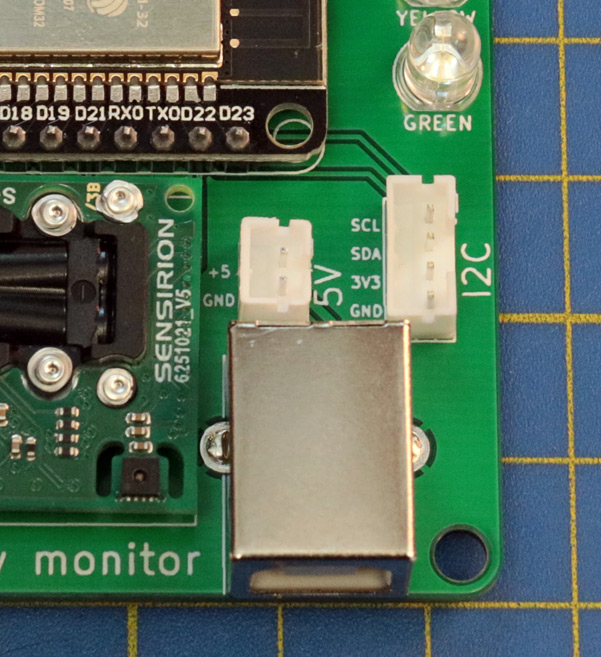 YELLOW
GREEN
D18 D19 D21 RX0 TX0 D22 D23
S
SENSIRION
6251021_V5
+5
GND
5V
SCL
SDA
3V3
GND
I2C
y monitor